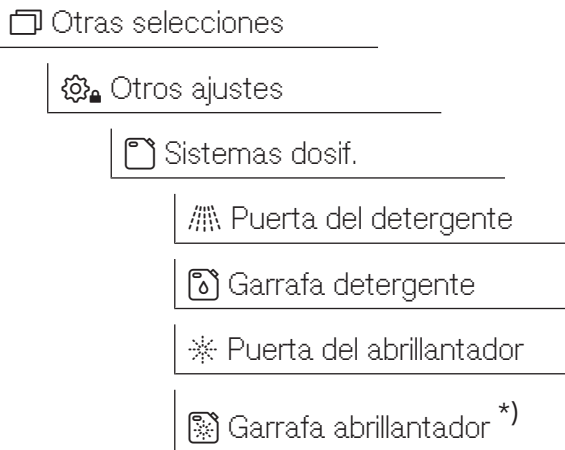 Otras selecciones
Otros ajustes
Sistemas dosif.
Puerta del detergente
Garrafa detergente
Puerta del abrillantador
Garrafa abrillantador *)